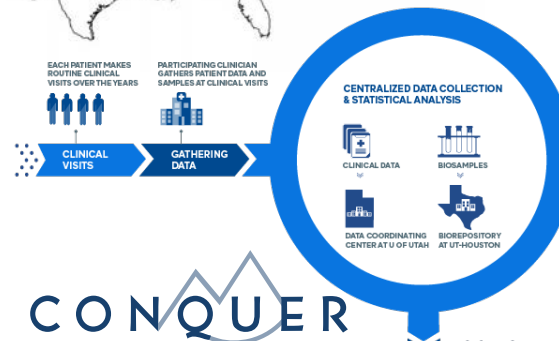 EACH PATIENT MAKES
ROUTINE CLINICAL
VISITS OVER THE YEARS
PARTICIPATING CLINICIAN
GATHERS PATIENT DATA AND
SAMPLES AT CLINICAL VISITS
CLINICAL
VISITS
GATHERING
DATA
CENTRALIZED DATA COLLECTION
& STATISTICAL ANALYSIS
CLINICAL DATA
BIOSAMPLES
DATA COORDINATING
CENTER AT U OF UTAH
BIOREPOSITORY
AT UT-HOUSTON
CONQUER